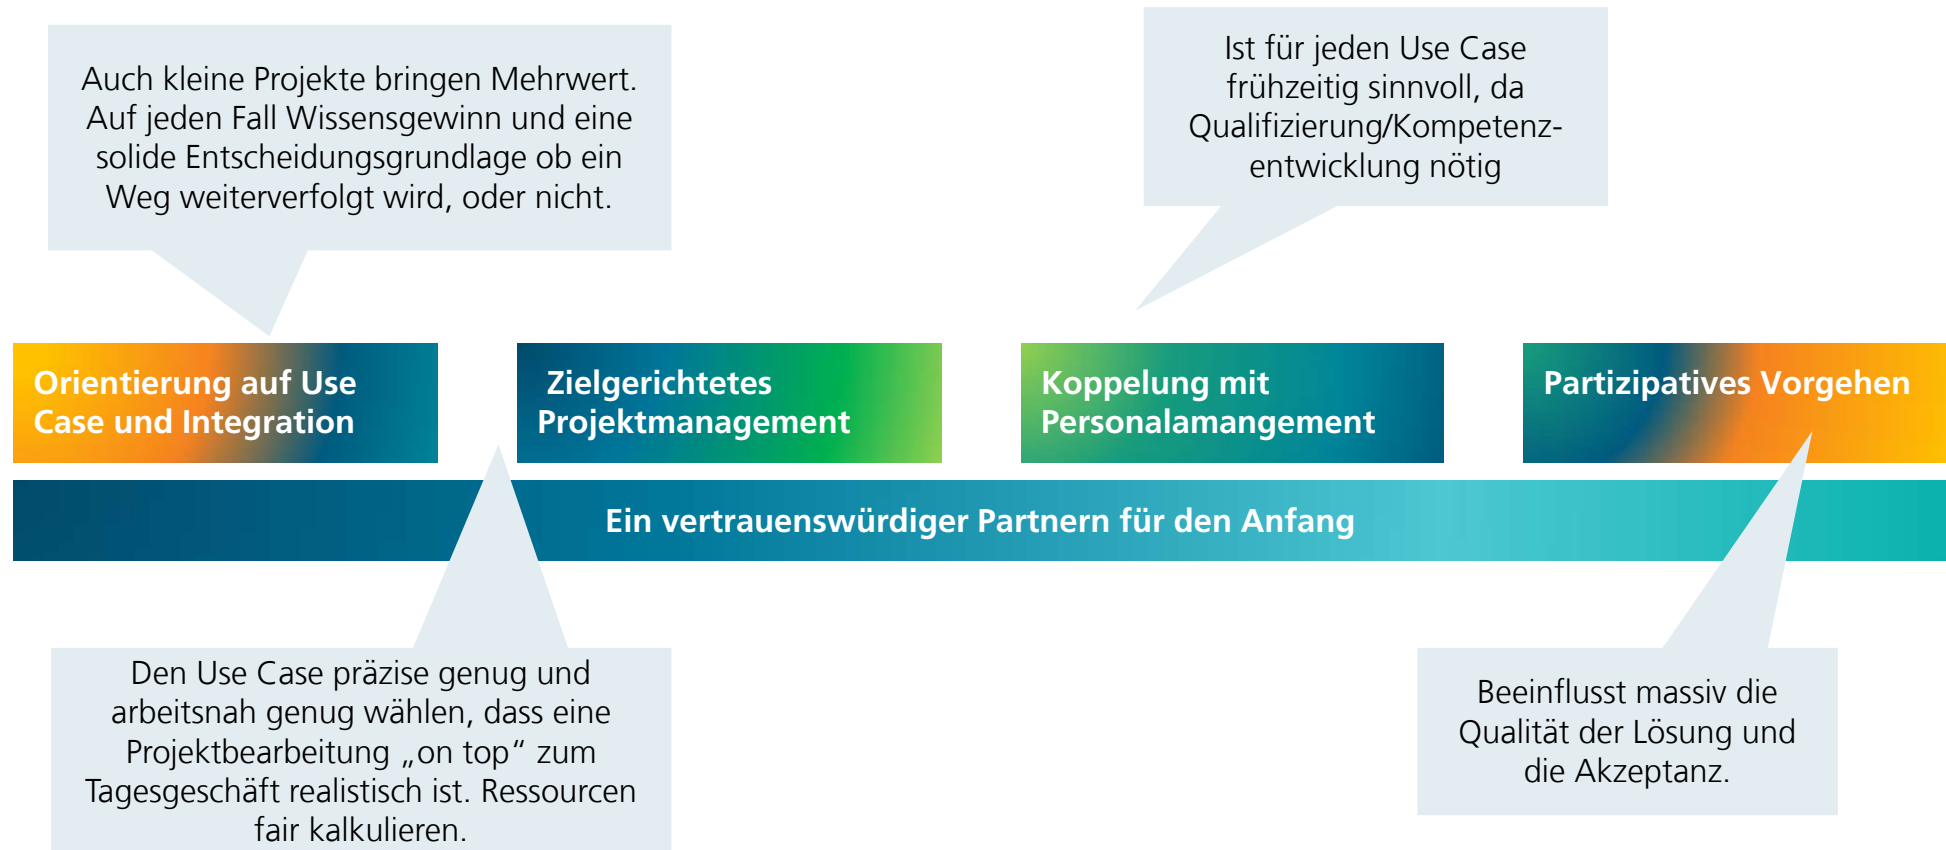 Auch kleine Projekte bringen Mehrwert.
Auf jeden Fall Wissensgewinn und eine
solide Entscheidungsgrundlage ob ein
Weg weiterverfolgt wird, oder nicht.
Ist für jeden Use Case
frühzeitig sinnvoll, da
Qualifizierung/Kompetenz-
entwicklung nötig
Orientierung auf Use
Case und Integration
Zielgerichtetes
Projektmanagement
Koppelung mit
Personalamangement
Partizipatives Vorgehen
Ein vertrauenswürdiger Partnern für den Anfang
Den Use Case präzise genug und
arbeitsnah genug wählen, dass eine
Projektbearbeitung „on top“ zum
Tagesgeschäft realistisch ist. Ressourcen
fair kalkulieren.
Beeinflusst massiv die
Qualität der Lösung und
die Akzeptanz.